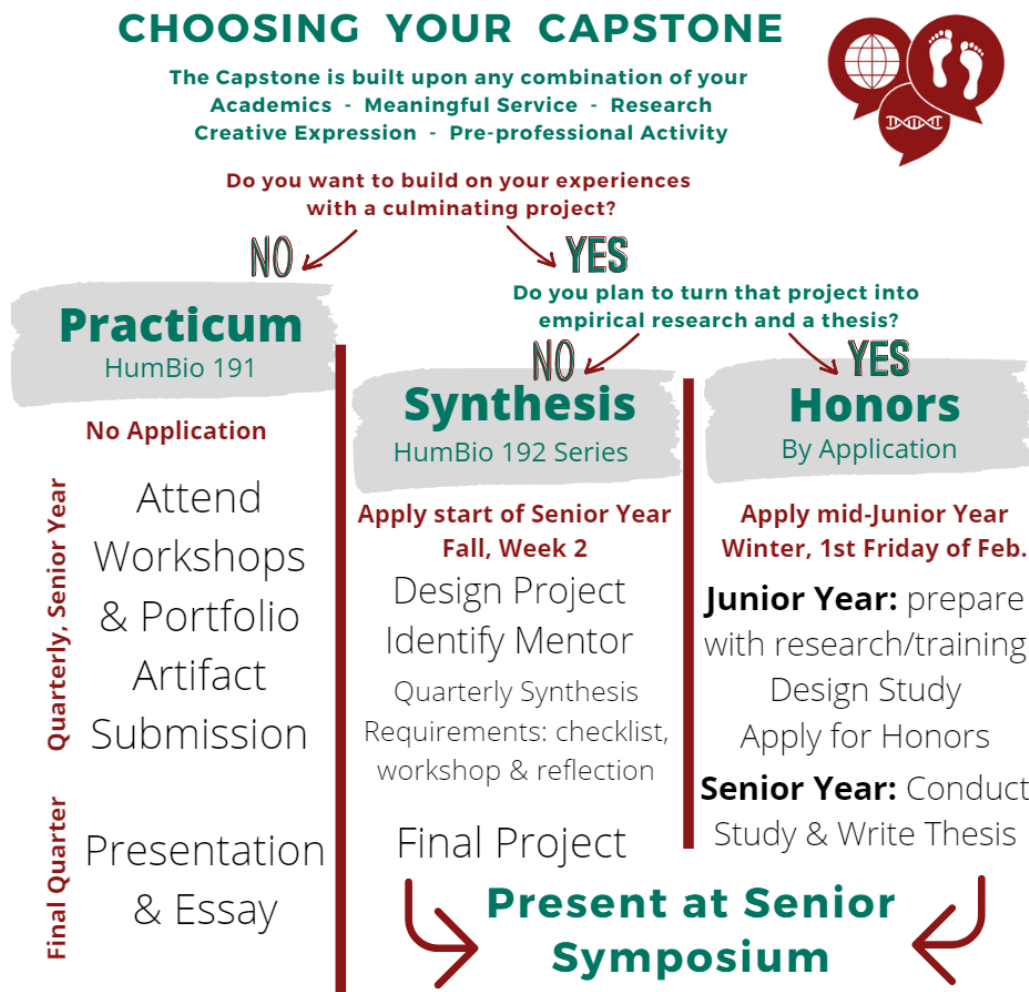 CHOOSING YOUR CAPSTONE
The Capstone is built upon any combination of your
Academics - Meaningful Service - Research
Creative Expression - Pre-professional Activity
Do you want to build on your experiences
with a culminating project?
NO
YES
Do you plan to turn that project into
empirical research and a thesis?
NO
YES
Practicum
HumBio 191
No Application
Quarterly, Senior Year
Attend
Workshops
& Portfolio
Artifact
Submission
Final Quarter
Presentation
& Essay
Synthesis
HumBio 192 Series
Apply start of Senior Year
Fall, Week 2
Design Project
Identify Mentor
Quarterly Synthesis
Requirements: checklist,
workshop & reflection
Final Project
Honors
By Application
Apply mid-Junior Year
Winter, 1st Friday of Feb.
Junior Year: prepare
with research/training
Design Study
Apply for Honors
Senior Year: Conduct
Study & Write Thesis
Present at Senior
Symposium